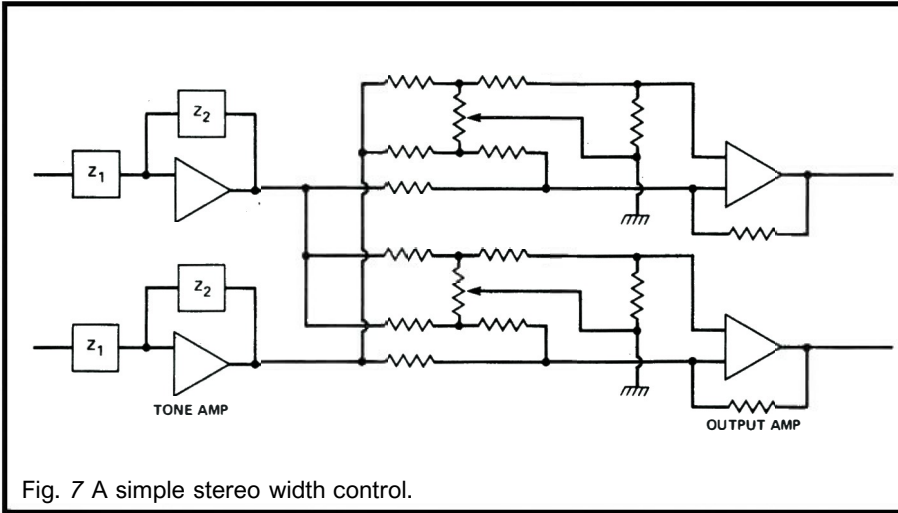 Z2
Z1
Z2
Z1
TONE AMP
OUTPUT AMP
Fig. 7 A simple stereo width control.